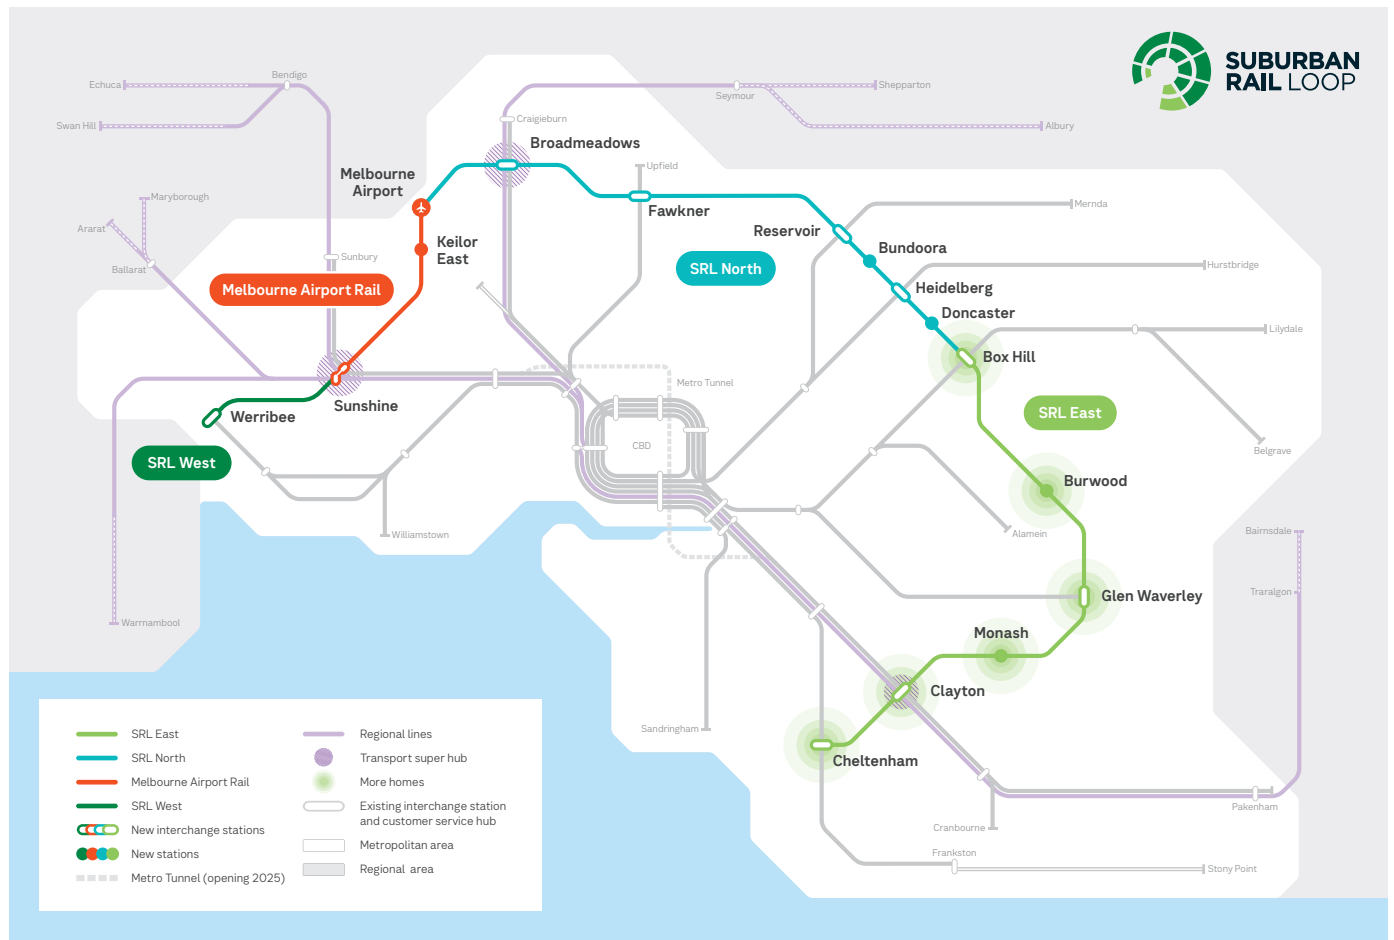 SUBURBAN
RAIL LOOP
Echuca
Bendigo
Swan Hill
Seymour
Shepparton
Albury
Craigieburn
Broadmeadows
Melbourne
Airport
Upfield
Fawkner
Maryborough
Ararat
Ballarat
Sunbury
Keilor
East
Mernda
Reservoir
Bundoora
SRL North
Hurstbridge
Heidelberg
Melbourne Airport Rail
Doncaster
Lilydale
Box Hill
Metro Tunnel
Sunshine
Werribee
SRL East
CBD
Belgrave
SRL West
Burwood
Williamstown
Alamein
Bairnsdale
Traralgon
Glen Waverley
Warrnambool
Monash
Clayton
Sandringham
Cheltenham
Pakenham
Cranbourne
Frankston
Stony Point
SRL East
SRL North
Melbourne Airport Rail
SRL West
New interchange stations
New stations
Metro Tunnel (opening 2025)
Regional lines
Transport super hub
More homes
Existing interchange station
and customer service hub
Metropolitan area
Regional area